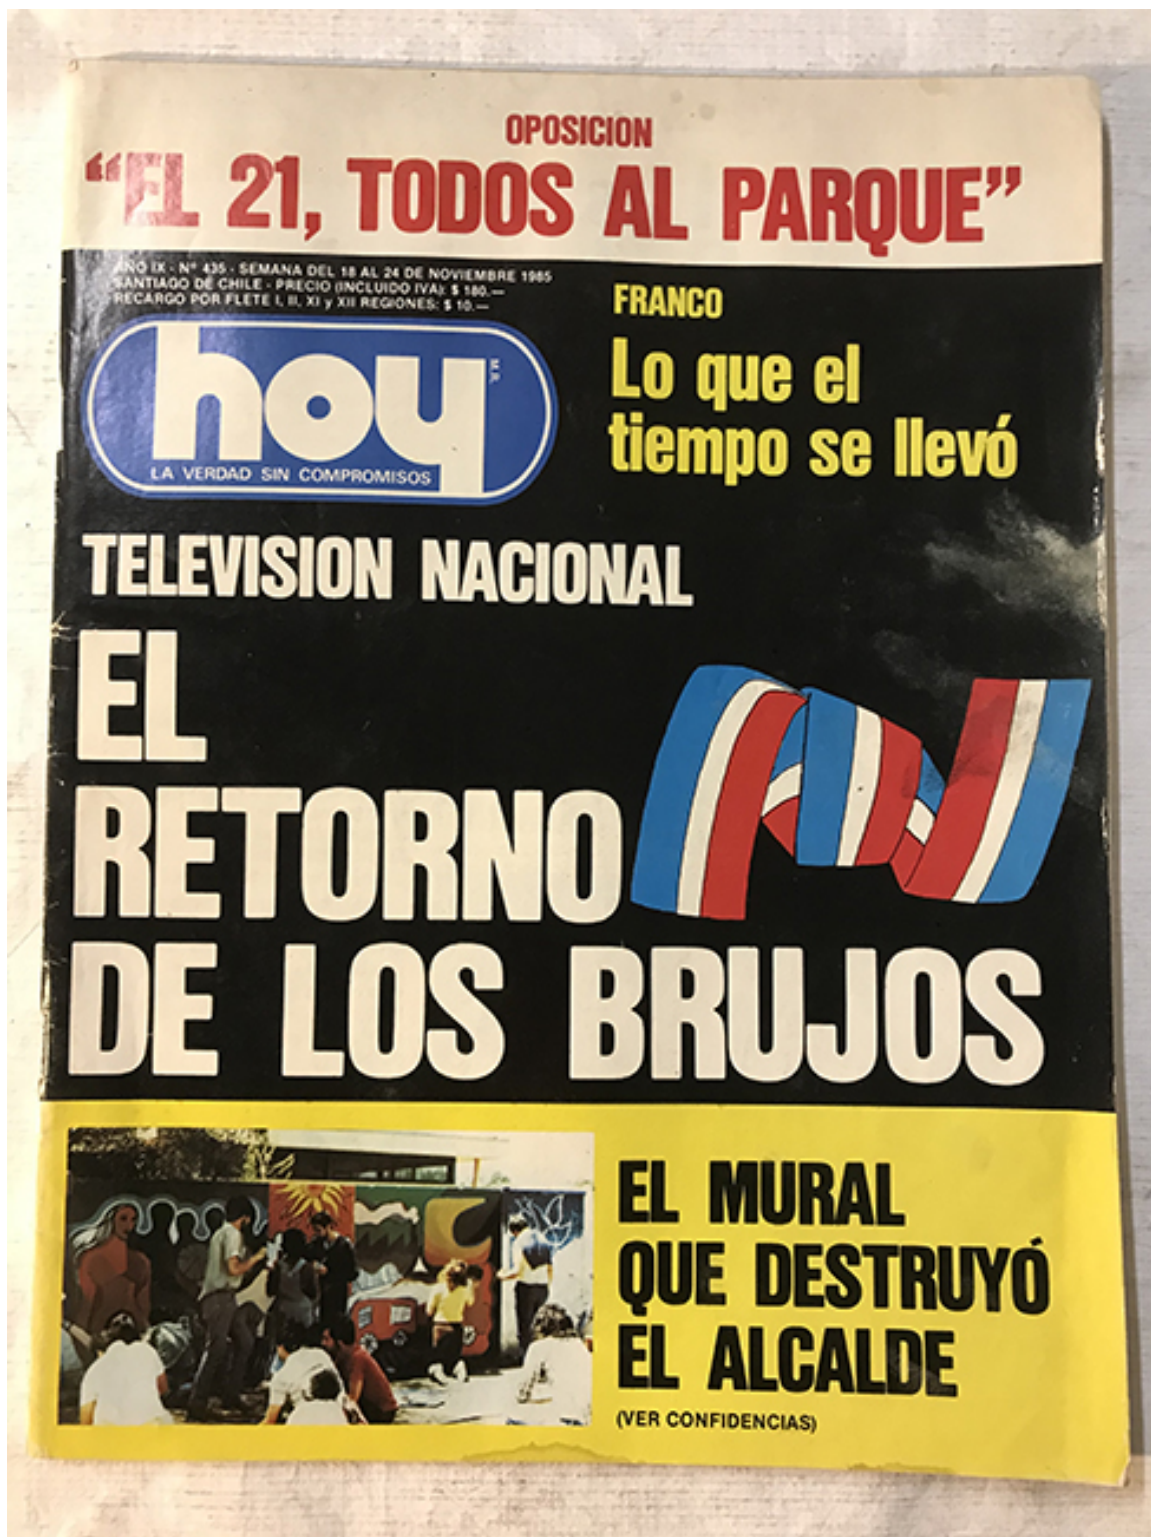 OPOSICION
"EL 21, TODOS AL PARQUE"
AÑO IX - Nº 435 - SEMANA DEL 18 AL 24 DE NOVIEMBRE 1985
SANTIAGO DE CHILE - PRECIO (INCLUIDO IVA): $ 180.—
RECARGO POR FLETE I, II, XI y XII REGIONES: $ 10.—
hoy
M.R.
LA VERDAD SIN COMPROMISOS
FRANCO
Lo que el
tiempo se llevó
TELEVISION NACIONAL
EL
RETORNO
DE LOS BRUJOS
EL MURAL
QUE DESTRUYÓ
EL ALCALDE
(VER CONFIDENCIAS)